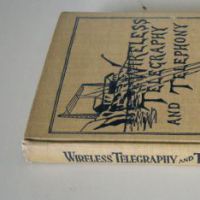 WIRELESS
TELEGRAPHY
AND TELEPHONY
WIRELESS TELEGRAPHY AND T